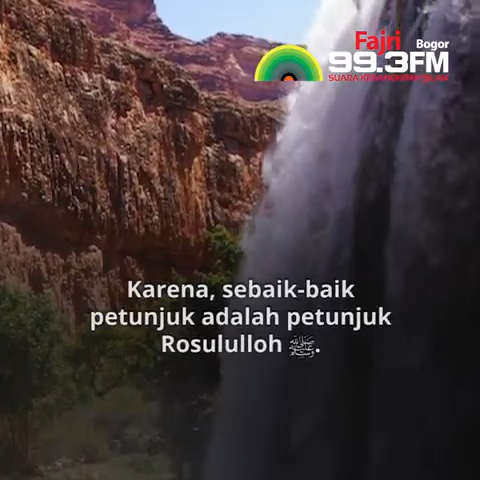 Fajri Bogor
99.3FM
Karena, sebaik-baik
petunjuk adalah petunjuk
Rosululloh ﷺ.